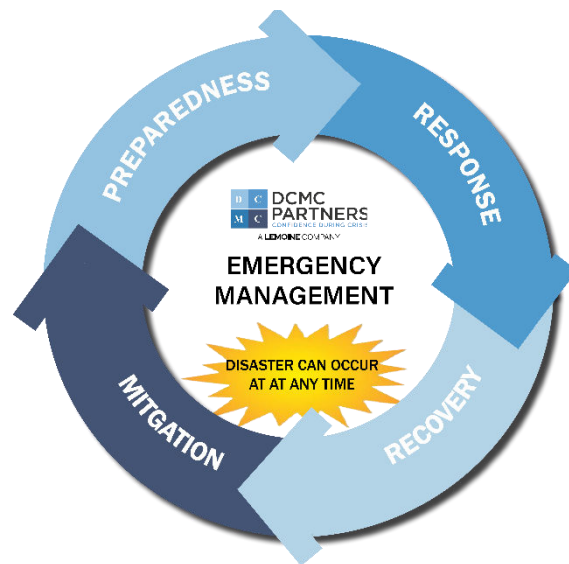 PREPAREDNESS
RESPONSE
D C
M C
DCMC
PARTNERS
CONFIDENCE DURING CRISIS
A LEMOINE COMPANY
EMERGENCY
MANAGEMENT
DISASTER CAN OCCUR
AT AT ANY TIME
MITGATION
RECOVERY